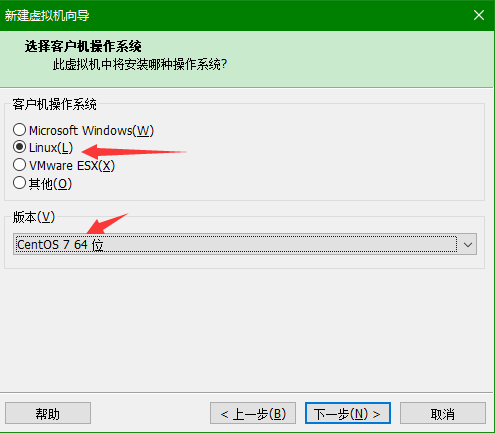 新建虚拟机向导
选择客户机操作系统
此虚拟机中将安装哪种操作系统?
客户机操作系统
Microsoft Windows(W)
Linux(L)
VMware ESX(X)
其他(O)
版本(V)
CentOS 7 64 位
帮助
< 上一步(B)
下一步(N) >
取消